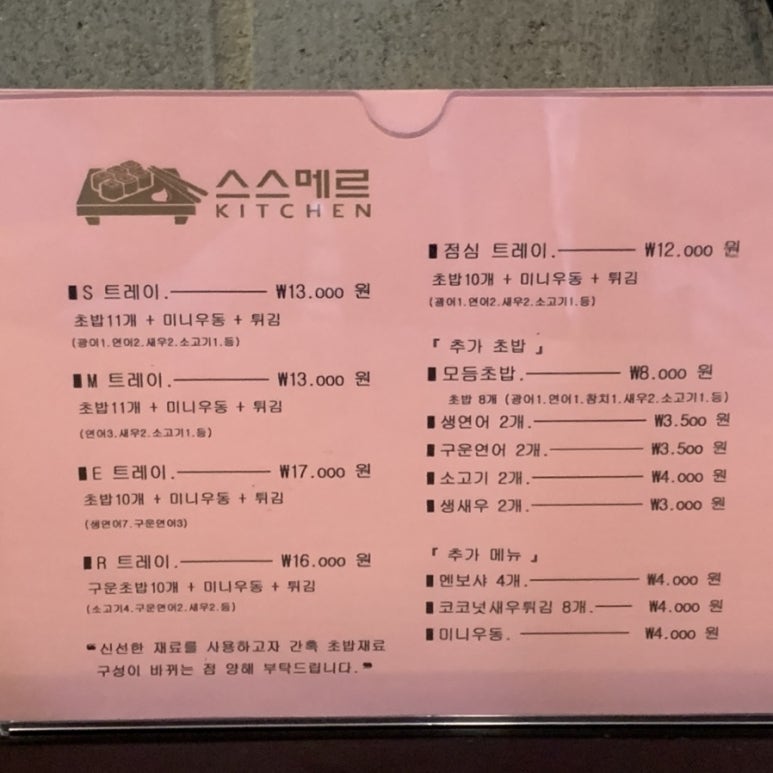 스스메르
KITCHEN
▮S 트레이.―――― ₩13.000 원
초밥11개 + 미니우동 + 튀김
(광어1.연어2.새우2.소고기1.등)
▮M 트레이.―――― ₩13.000 원
초밥11개 + 미니우동 + 튀김
(연어3.새우2.소고기1.등)
▮E 트레이.―――― ₩17.000 원
초밥10개 + 미니우동 + 튀김
(생연어7.구운연어3)
▮R 트레이.―――― ₩16.000 원
구운초밥10개 + 미니우동 + 튀김
(소고기4.구운연어2.새우2.등)
❝신선한 재료를 사용하고자 간혹 초밥재료
구성이 바뀌는 점 양해 부탁드립니다.❞
▮점심 트레이.―――― ₩12.000 원
초밥10개 + 미니우동 + 튀김
(광어1.연어2.새우2.소고기1.등)
『 추가 초밥 』
▮모듬초밥.―――― ₩8.000 원
초밥 8개 (광어1.연어1.참치1.새우2.소고기1.등)
▮생연어 2개.―――― ₩3.500 원
▮구운연어 2개.―――― ₩3.500 원
▮소고기 2개.―――― ₩4.000 원
▮생새우 2개.―――― ₩3.000 원
『 추가 메뉴 』
▮멘보샤 4개.―――― ₩4.000 원
▮코코넛새우튀김 8개.―― ₩4.000 원
▮미니우동. ―――― ₩4.000 원